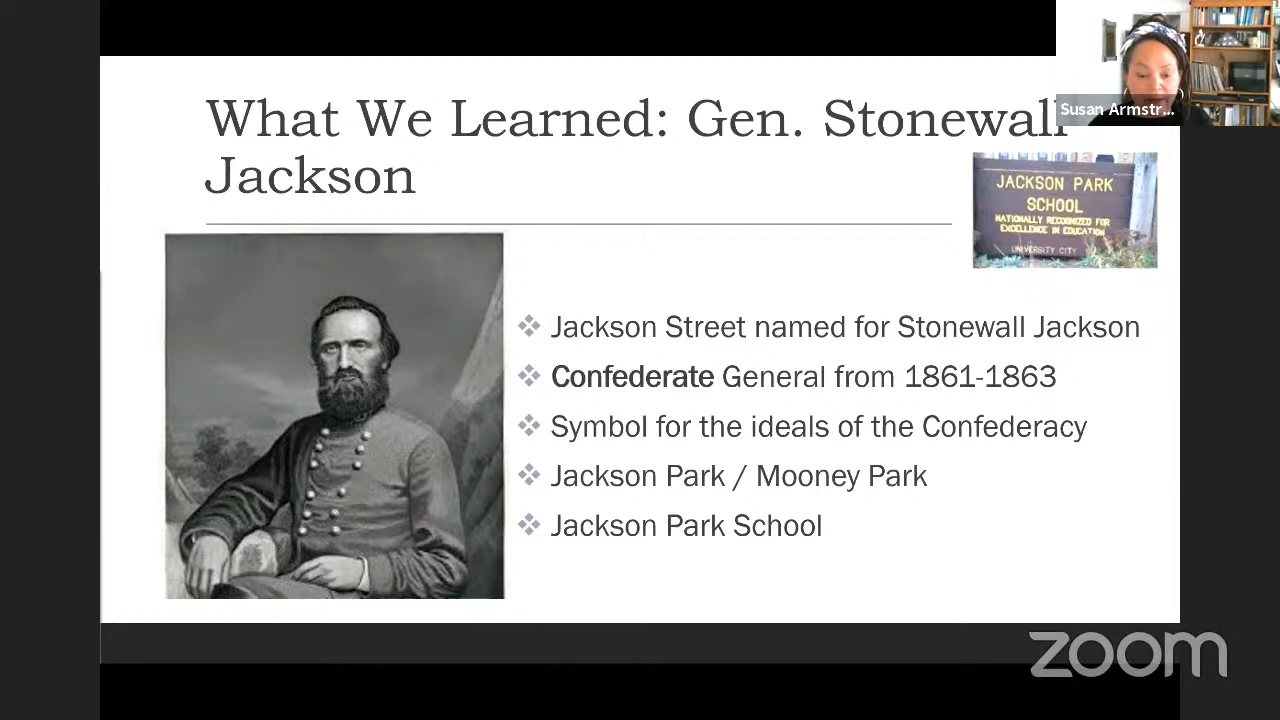 What We Learned: Gen. Stonewall
Jackson
Susan Armstr...
JACKSON PARK
SCHOOL
NATIONALLY RECOGNIZED FOR
EXCELLENCE IN EDUCATION
UNIVERSITY CITY
Jackson Street named for Stonewall Jackson
Confederate General from 1861-1863
Symbol for the ideals of the Confederacy
Jackson Park / Mooney Park
Jackson Park School
zoom